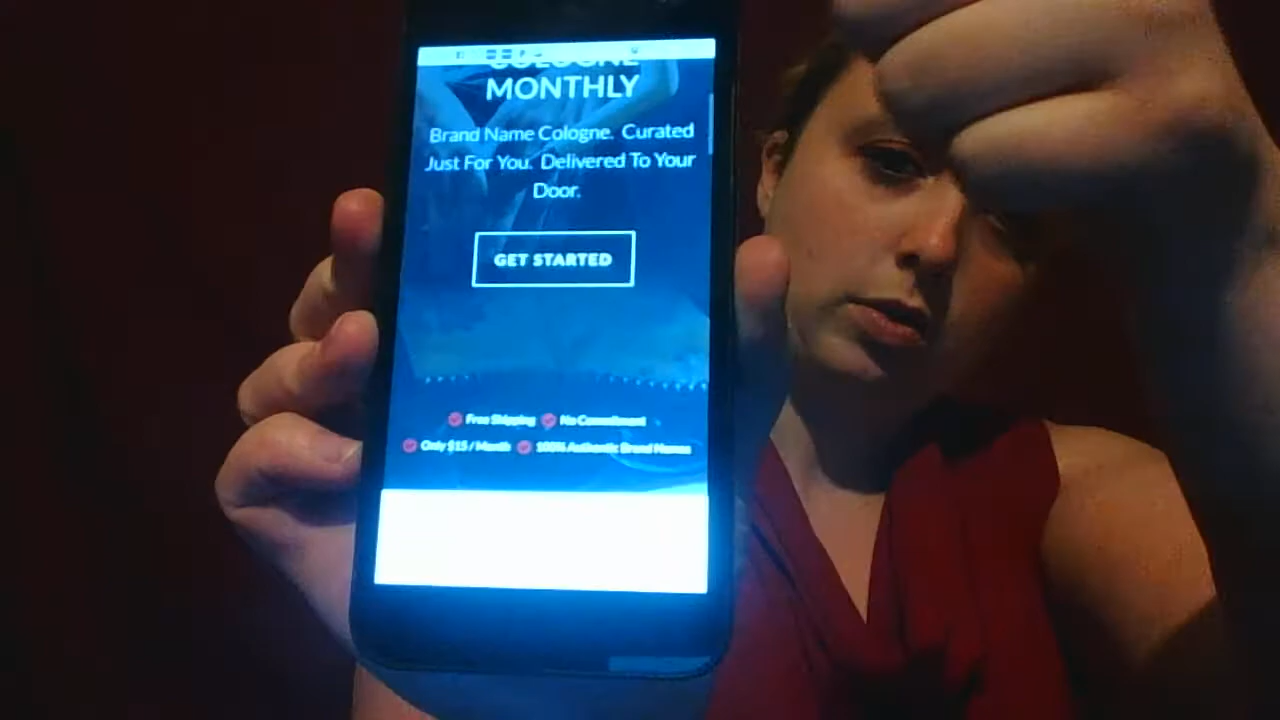 COLOGNE
MONTHLY
Brand Name Cologne. Curated
Just For You. Delivered To Your
Door.
GET STARTED
Free Shipping No Commitment
Only $15 / Month 100% Authentic Brand Names